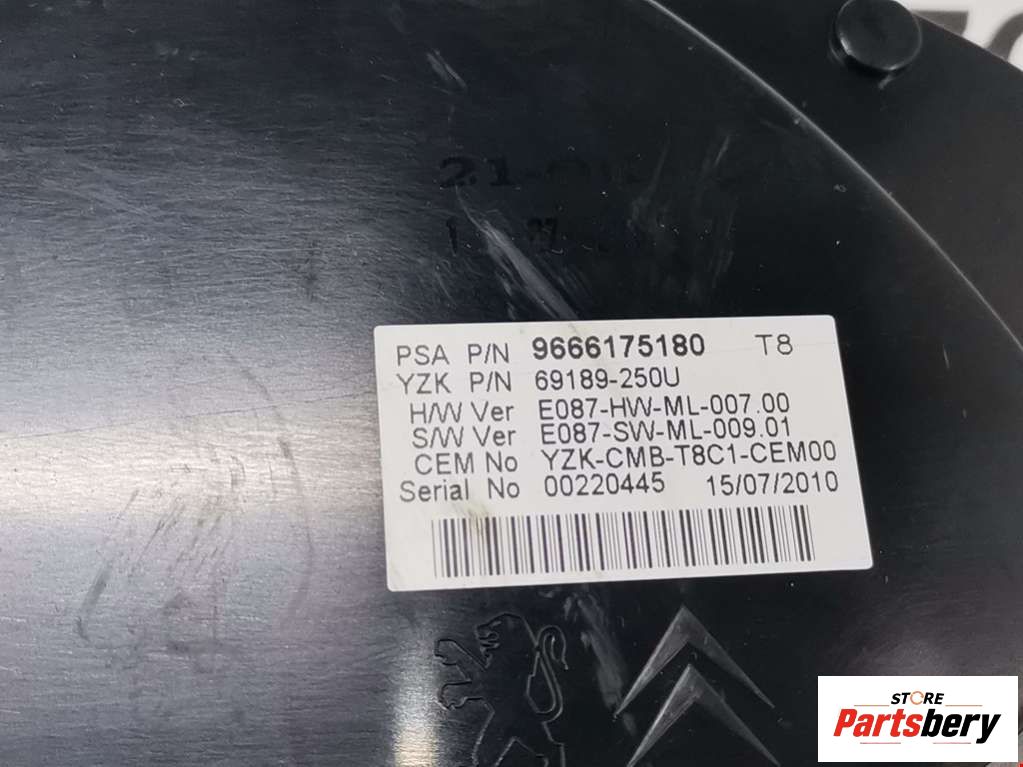 PSA P/N 9666175180 T8
YZK P/N 69189-250U
H/W Ver E087-HW-ML-007.00
S/W Ver E087-SW-ML-009.01
CEM No YZK-CMB-T8C1-CEM00
Serial No 00220445 15/07/2010
STORE
Partsbery